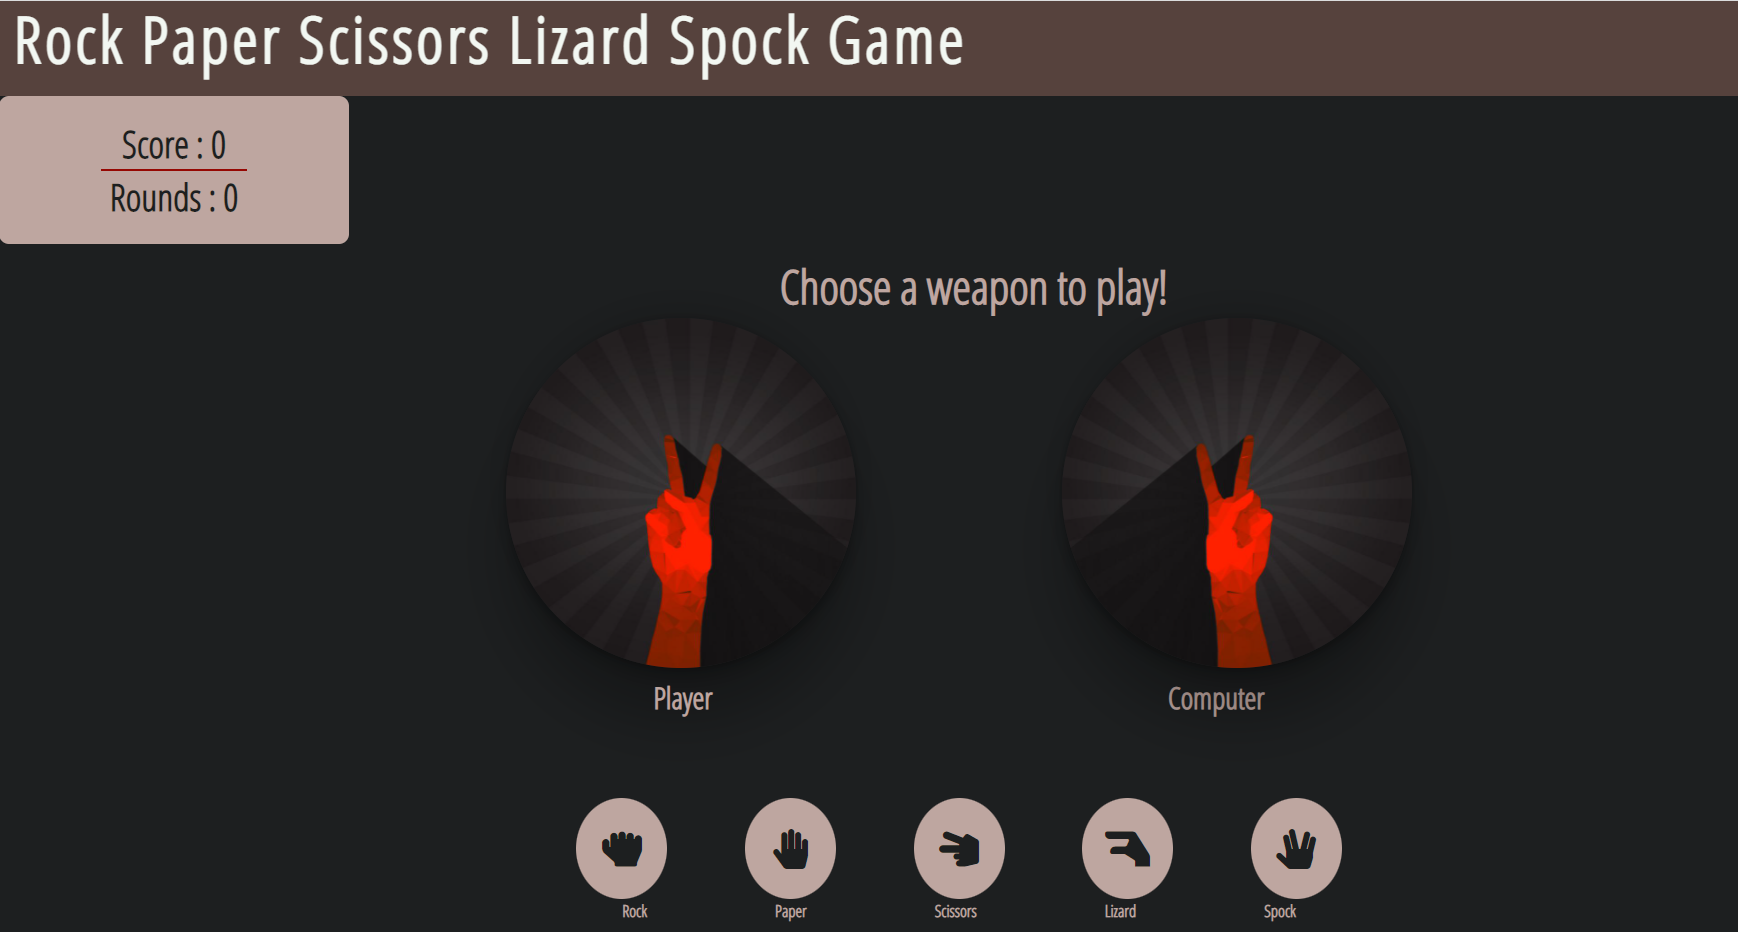 Rock Paper Scissors Lizard Spock Game
Score : 0
Rounds : 0
Choose a weapon to play!
Player
Computer
Rock
Paper
Scissors
Lizard
Spock